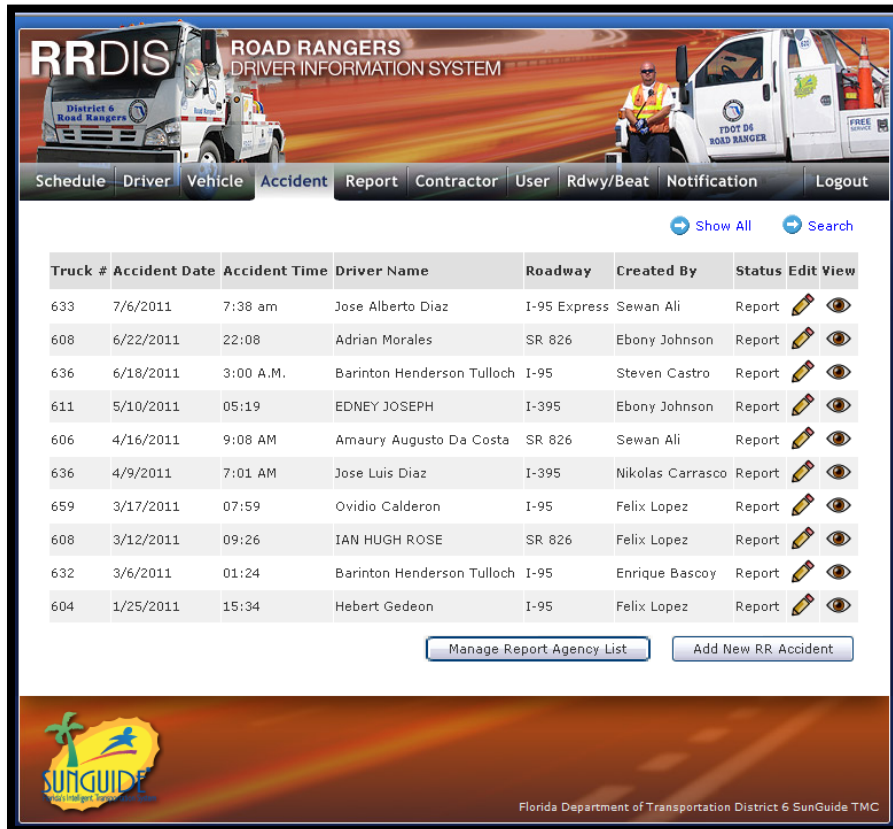 RRDIS
ROAD RANGERS
DRIVER INFORMATION SYSTEM
District 6
Road Rangers
FDOT D6
ROAD RANGER
FREE
SERVICE
Schedule Driver Vehicle Accident Report Contractor User Rdwy/Beat Notification Logout
Show All Search
Truck # Accident Date Accident Time Driver Name Roadway Created By Status Edit View
633 7/6/2011 7:38 am Jose Alberto Diaz I-95 Express Sewan Ali Report
608 6/22/2011 22:08 Adrian Morales SR 826 Ebony Johnson Report
636 6/18/2011 3:00 A.M. Barinton Henderson Tulloch I-95 Steven Castro Report
611 5/10/2011 05:19 EDNEY JOSEPH I-395 Ebony Johnson Report
606 4/16/2011 9:08 AM Amaury Augusto Da Costa SR 826 Sewan Ali Report
636 4/9/2011 7:01 AM Jose Luis Diaz I-395 Nikolas Carrasco Report
659 3/17/2011 07:59 Ovidio Calderon I-95 Felix Lopez Report
608 3/12/2011 09:26 IAN HUGH ROSE SR 826 Felix Lopez Report
632 3/6/2011 01:24 Barinton Henderson Tulloch I-95 Enrique Bascoy Report
604 1/25/2011 15:34 Hebert Gedeon I-95 Felix Lopez Report
Manage Report Agency List Add New RR Accident
SUNGUIDE
Florida Department of Transportation District 6 SunGuide TMC